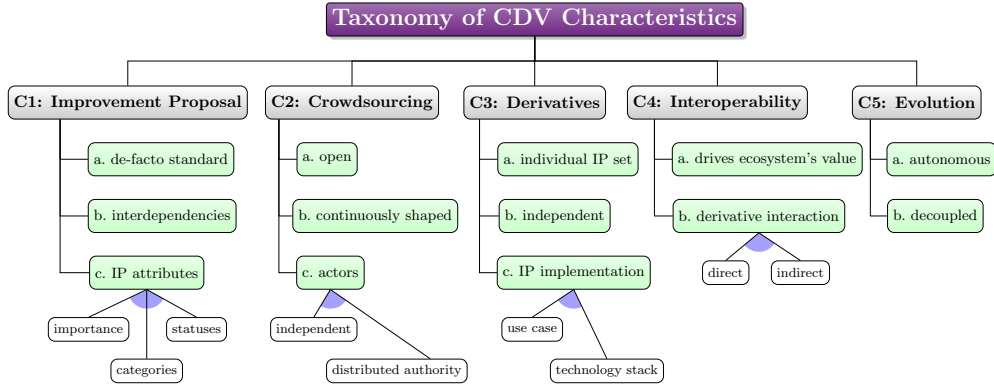 Taxonomy of CDV Characteristics
C1: Improvement Proposal
C2: Crowdsourcing
C3: Derivatives
C4: Interoperability
C5: Evolution
a. de-facto standard
b. interdependencies
c. IP attributes
importance
statuses
categories
a. open
b. continuously shaped
c. actors
independent
distributed authority
a. individual IP set
b. independent
c. IP implementation
use case
technology stack
a. drives ecosystem's value
b. derivative interaction
direct
indirect
a. autonomous
b. decoupled